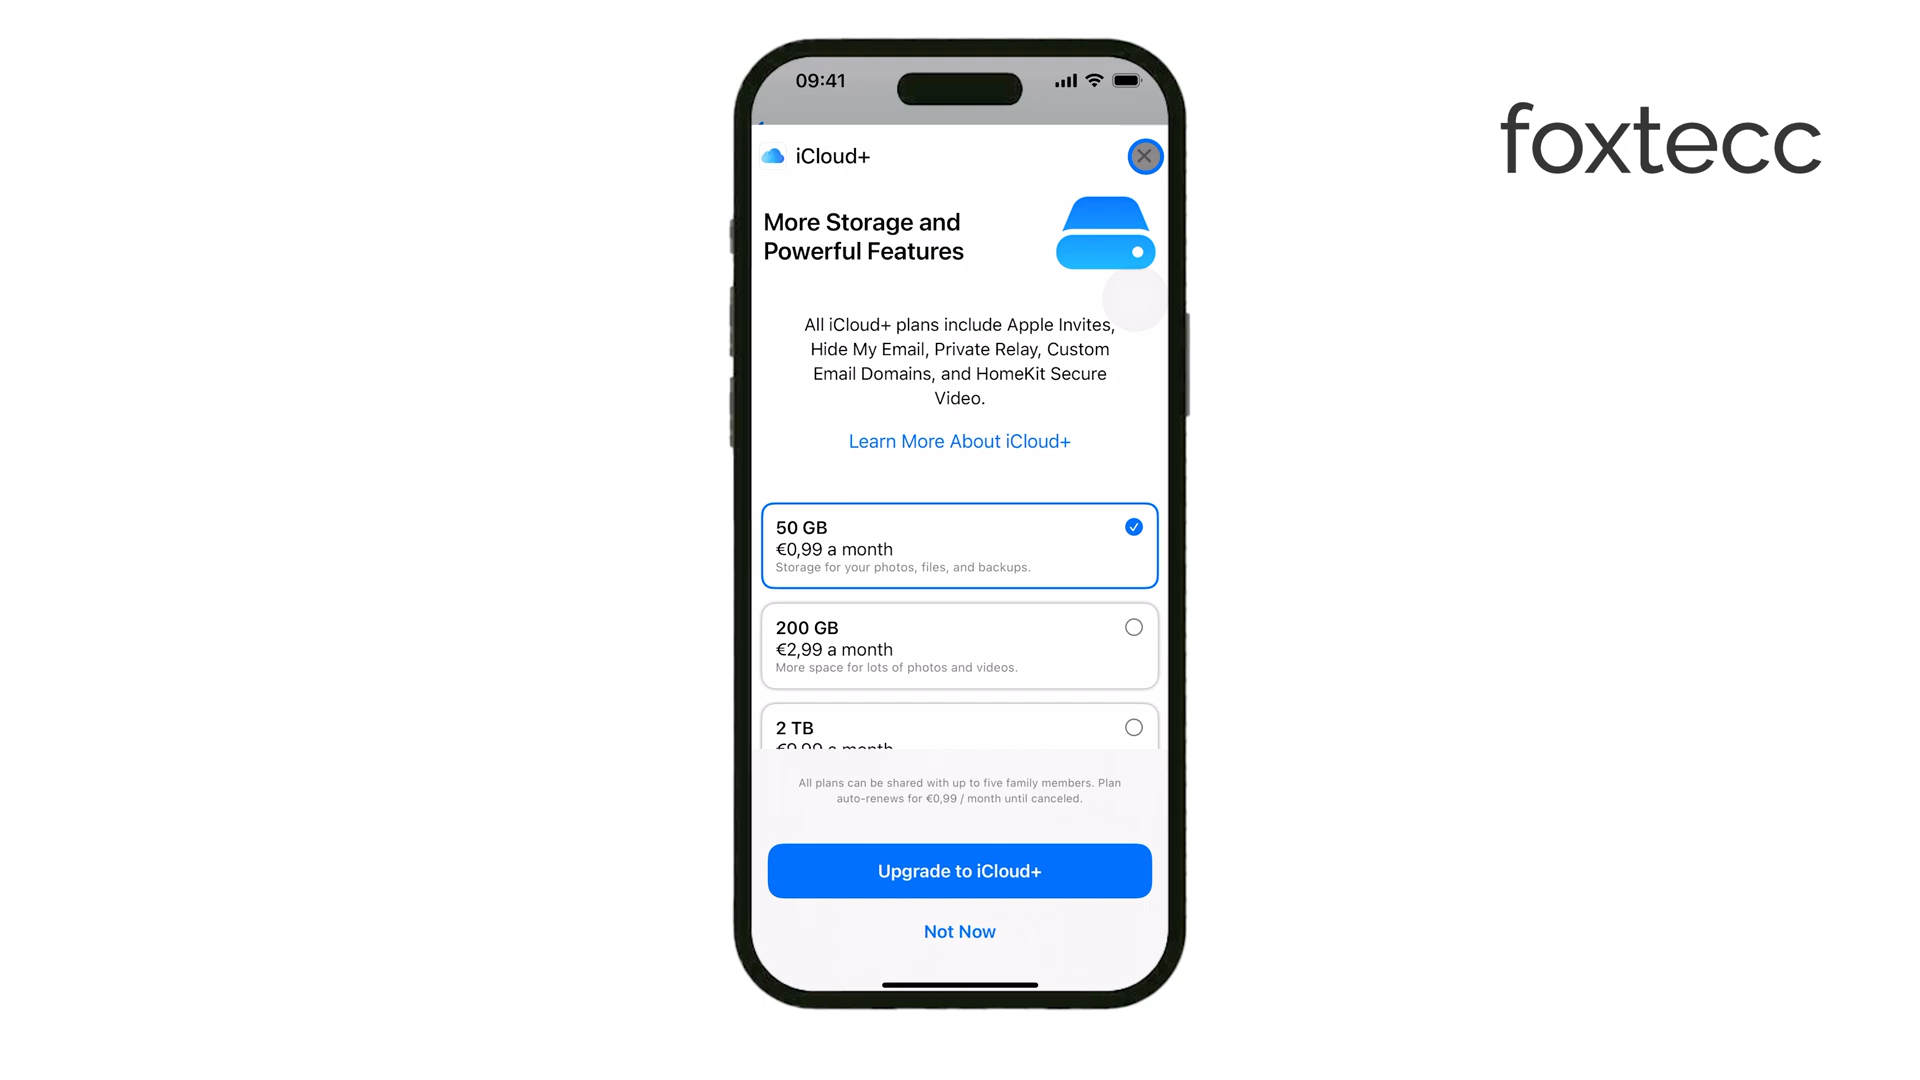 09:41
foxtecc
iCloud+
More Storage and
Powerful Features
All iCloud+ plans include Apple Invites,
Hide My Email, Private Relay, Custom
Email Domains, and HomeKit Secure
Video.
Learn More About iCloud+
50 GB
€0,99 a month
Storage for your photos, files, and backups.
200 GB
€2,99 a month
More space for lots of photos and videos.
2 TB
€9,99 a month
All plans can be shared with up to five family members. Plan
auto-renews for €0,99 / month until canceled.
Upgrade to iCloud+
Not Now